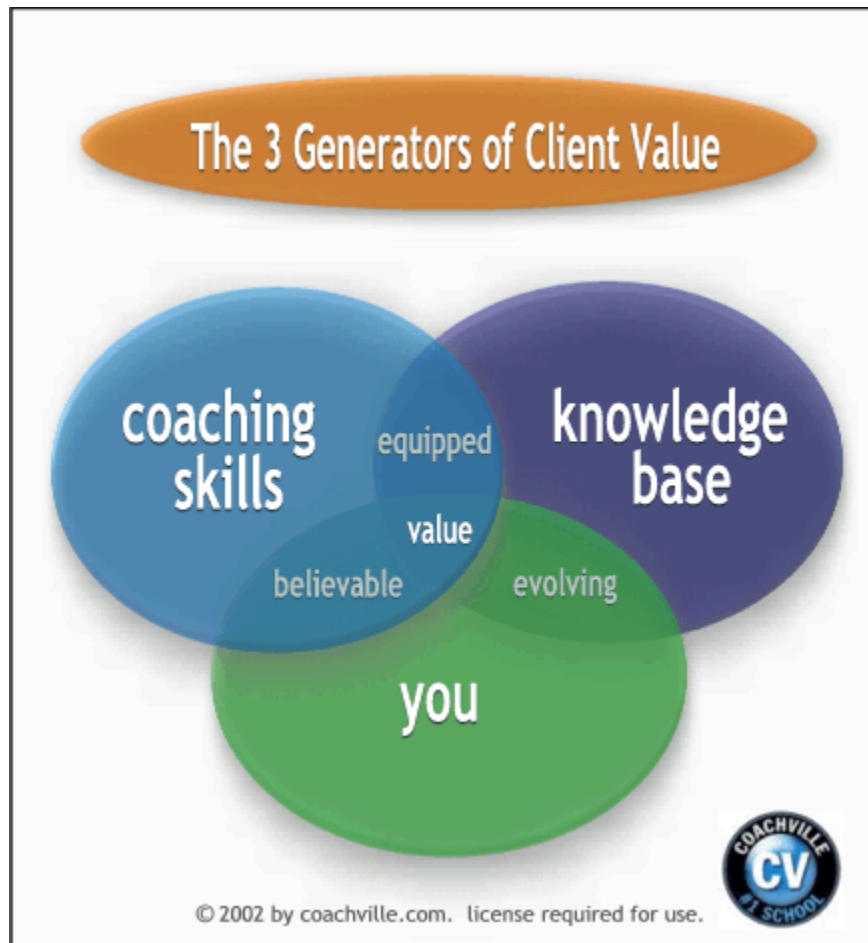 The 3 Generators of Client Value
coaching
skills
knowledge
base
equipped
value
believable
evolving
you
COACHVILLE
CV
#1 SCHOOL
© 2002 by coachville.com. license required for use.